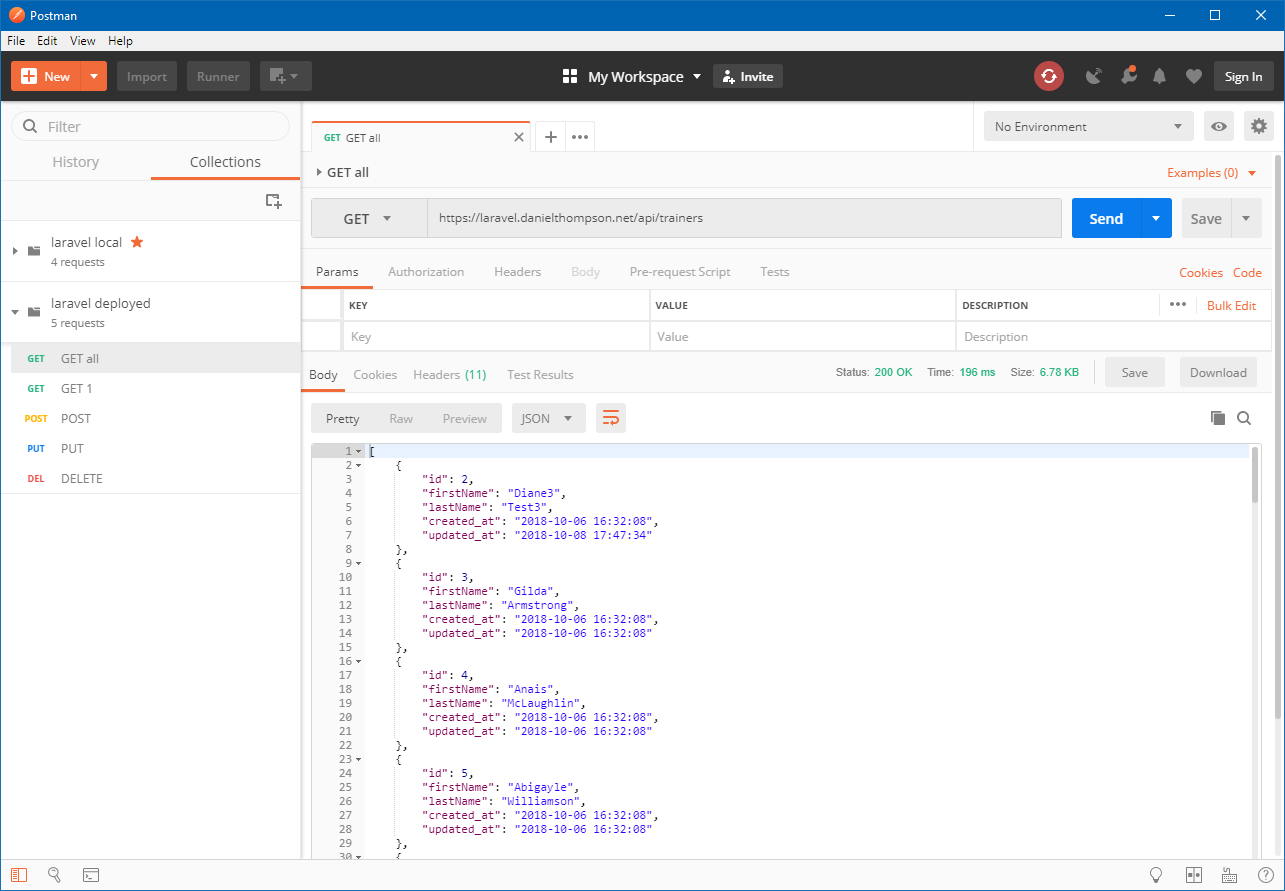 Postman
File Edit View Help
New Import Runner My Workspace Invite Sign In
Filter
History Collections
laravel local
4 requests
laravel deployed
5 requests
GET GET all
GET GET 1
POST POST
PUT PUT
DEL DELETE
GET GET all
No Environment
GET all
Examples (0)
GET https://laravel.danielthompson.net/api/trainers Send Save
Params Authorization Headers Body Pre-request Script Tests Cookies Code
KEY VALUE DESCRIPTION Bulk Edit
Key Value Description
Body Cookies Headers (11) Test Results Status: 200 OK Time: 196 ms Size: 6.78 KB Save Download
Pretty Raw Preview JSON
1 [
2 {
3 "id": 2,
4 "firstName": "Diane3",
5 "lastName": "Test3",
6 "created_at": "2018-10-06 16:32:08",
7 "updated_at": "2018-10-08 17:47:34"
8 },
9 {
10 "id": 3,
11 "firstName": "Gilda",
12 "lastName": "Armstrong",
13 "created_at": "2018-10-06 16:32:08",
14 "updated_at": "2018-10-06 16:32:08"
15 },
16 {
17 "id": 4,
18 "firstName": "Anais",
19 "lastName": "McLaughlin",
20 "created_at": "2018-10-06 16:32:08",
21 "updated_at": "2018-10-06 16:32:08"
22 },
23 {
24 "id": 5,
25 "firstName": "Abigayle",
26 "lastName": "Williamson",
27 "created_at": "2018-10-06 16:32:08",
28 "updated_at": "2018-10-06 16:32:08"
29 },
30 {